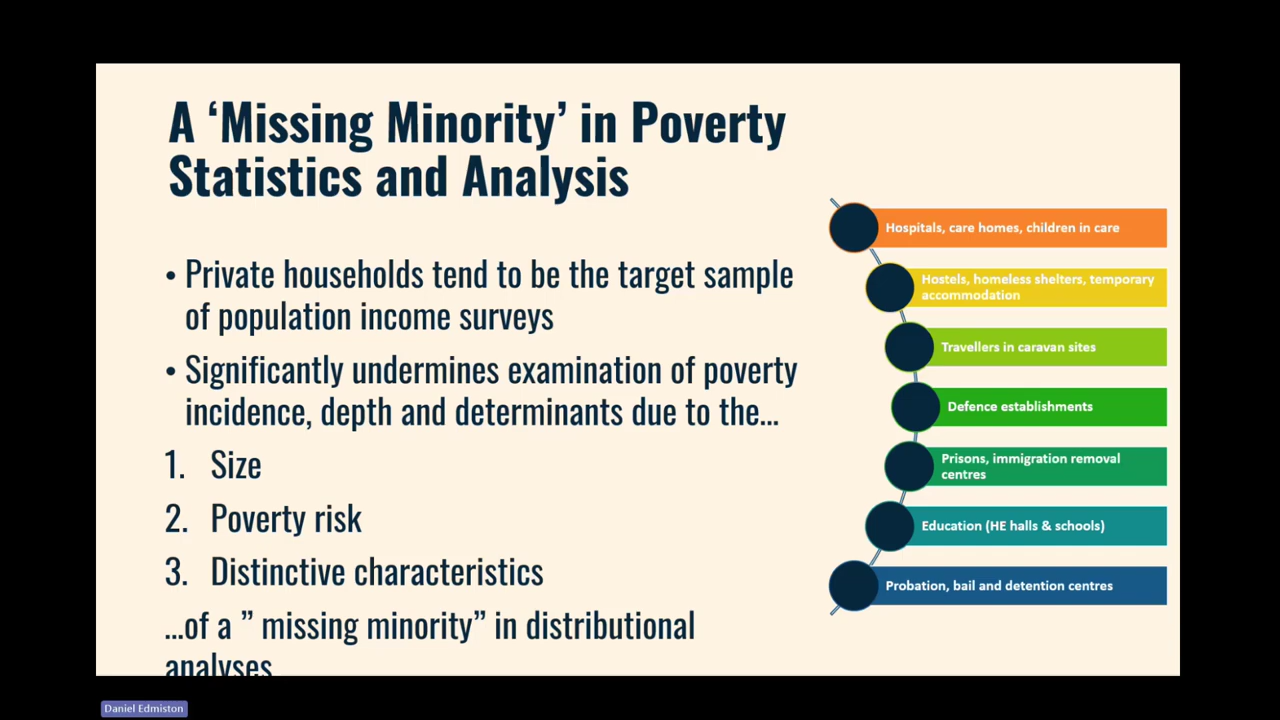 A ‘Missing Minority’ in Poverty
Statistics and Analysis
• Private households tend to be the target sample
of population income surveys
• Significantly undermines examination of poverty
incidence, depth and determinants due to the...
1. Size
2. Poverty risk
3. Distinctive characteristics
...of a ” missing minority” in distributional
analyses
Hospitals, care homes, children in care
Hostels, homeless shelters, temporary
accommodation
Travellers in caravan sites
Defence establishments
Prisons, immigration removal
centres
Education (HE halls & schools)
Probation, bail and detention centres
Daniel Edmiston